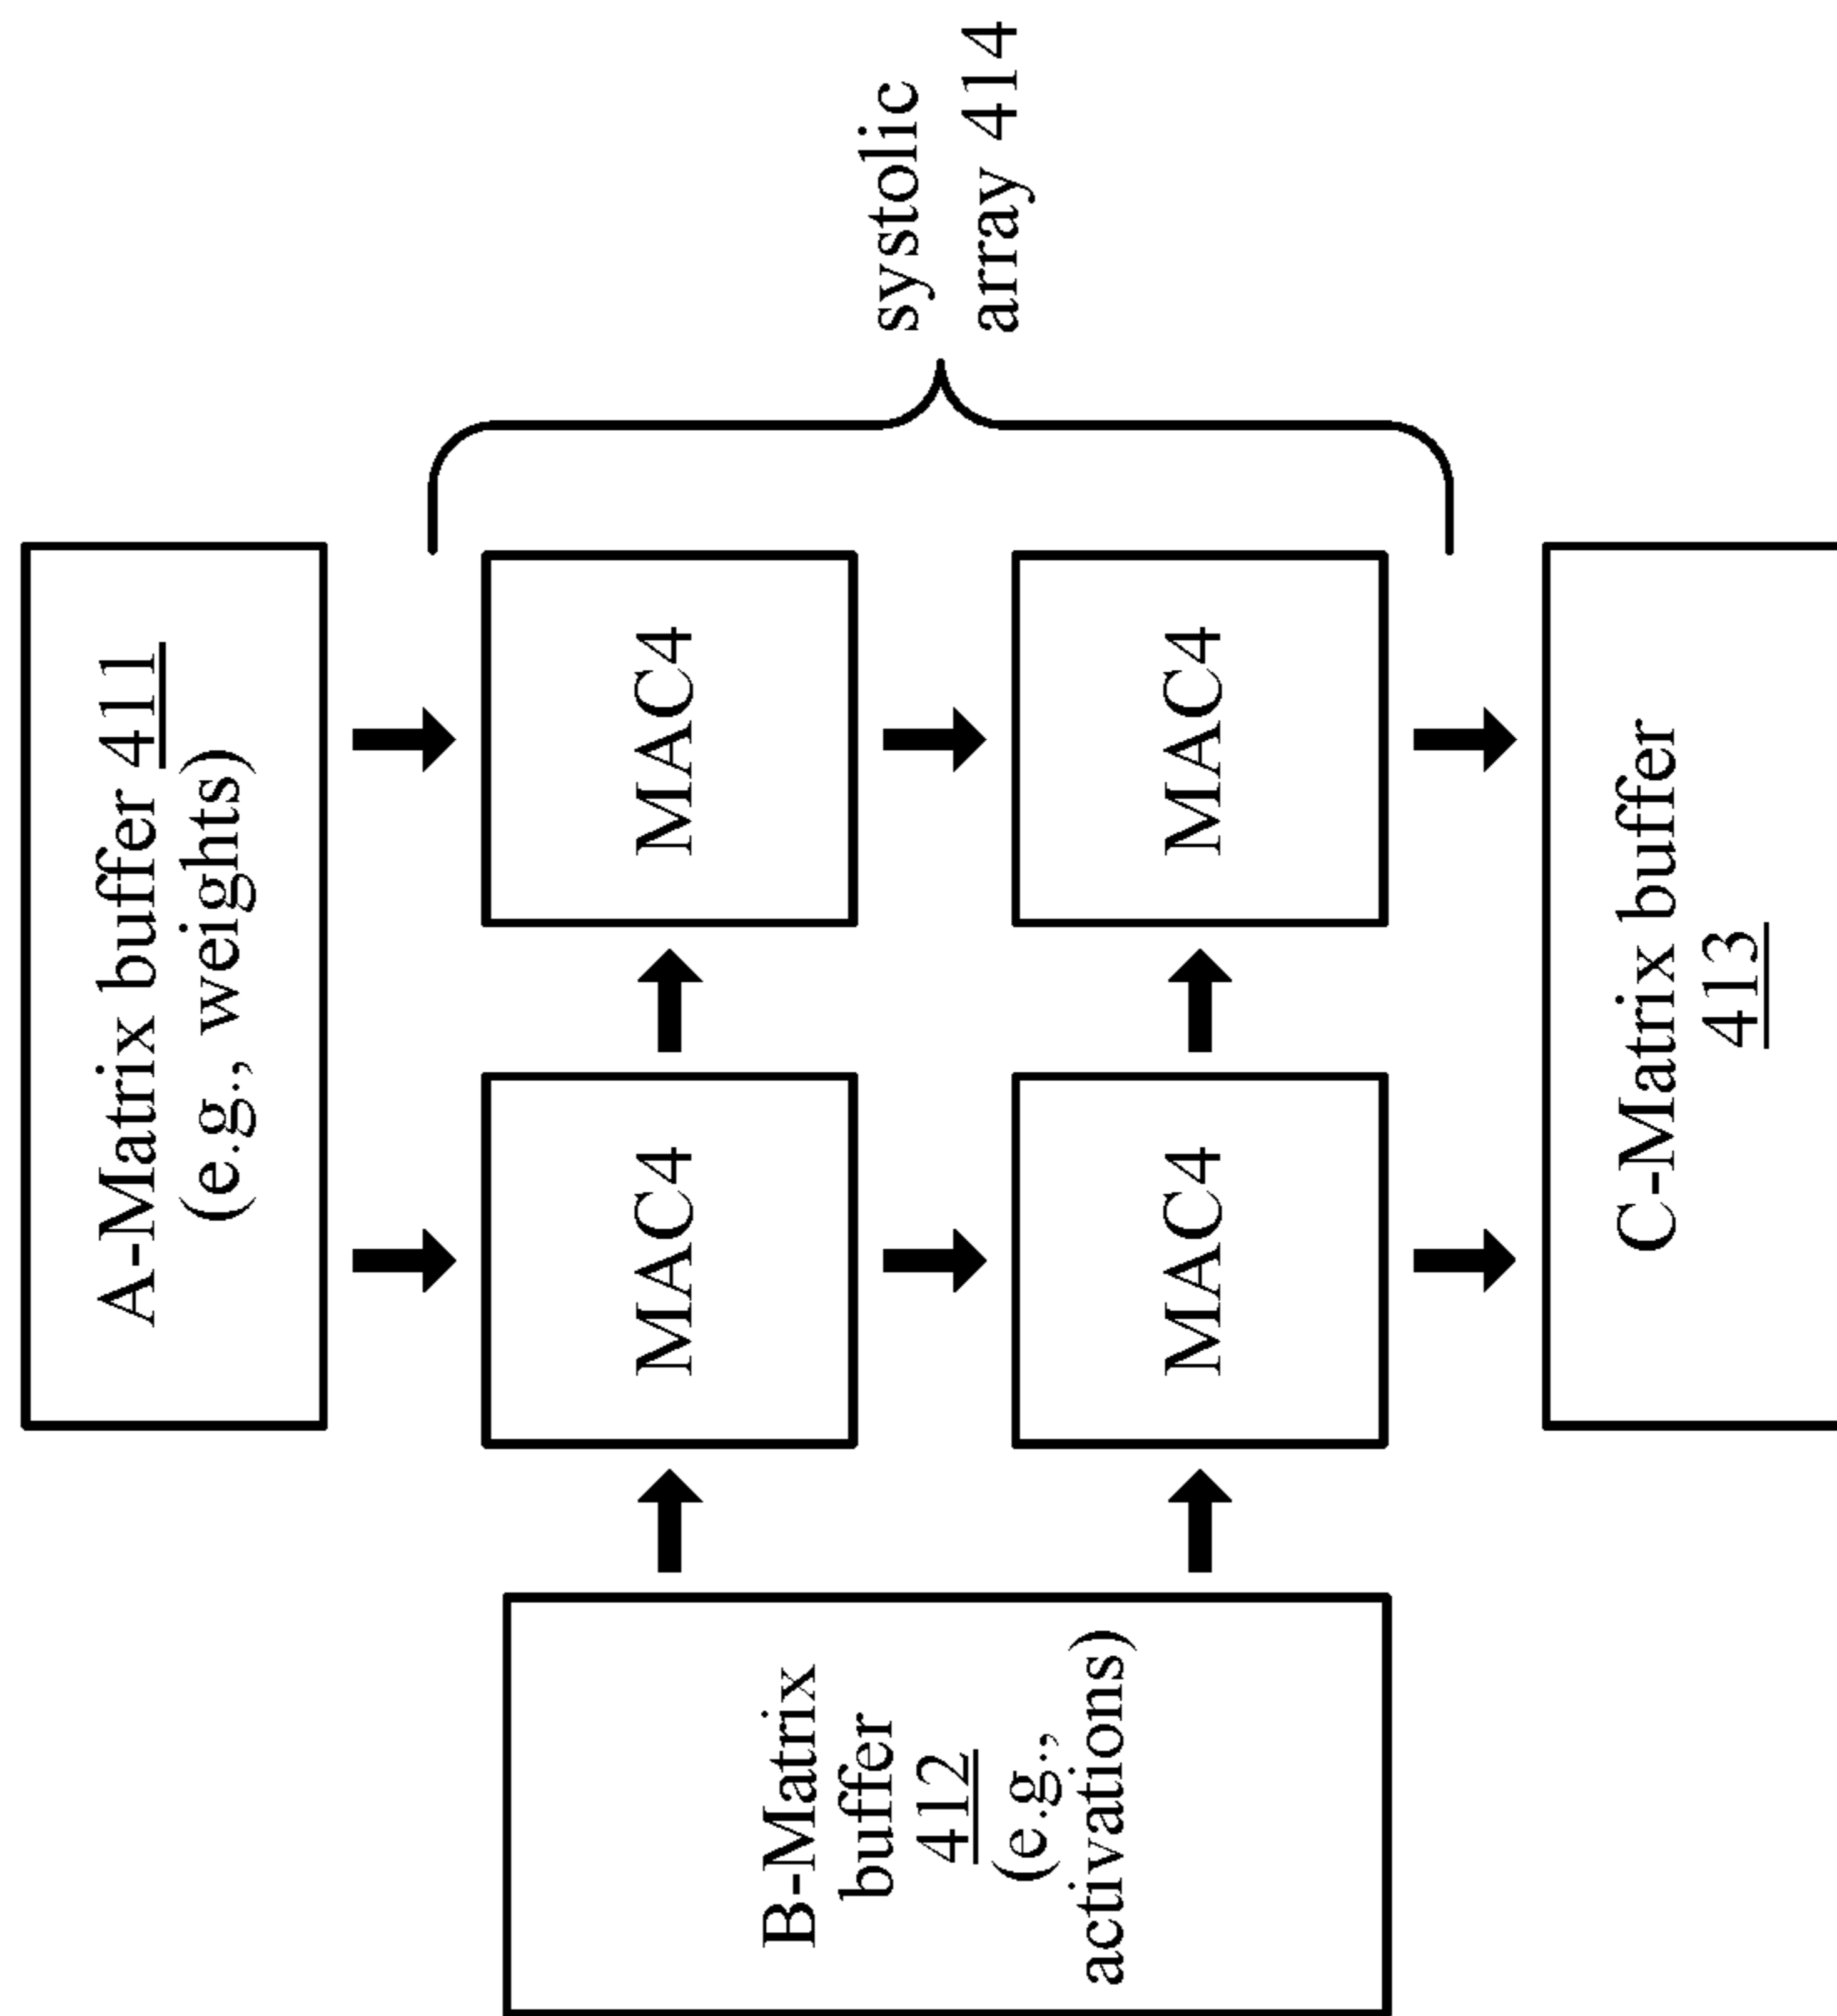 A-Matrix buffer 411
(e.g., weights)
systolic
array 414
MAC4
MAC4
MAC4
MAC4
B-Matrix
buffer
412
(e.g.,
activations)
C-Matrix buffer
413